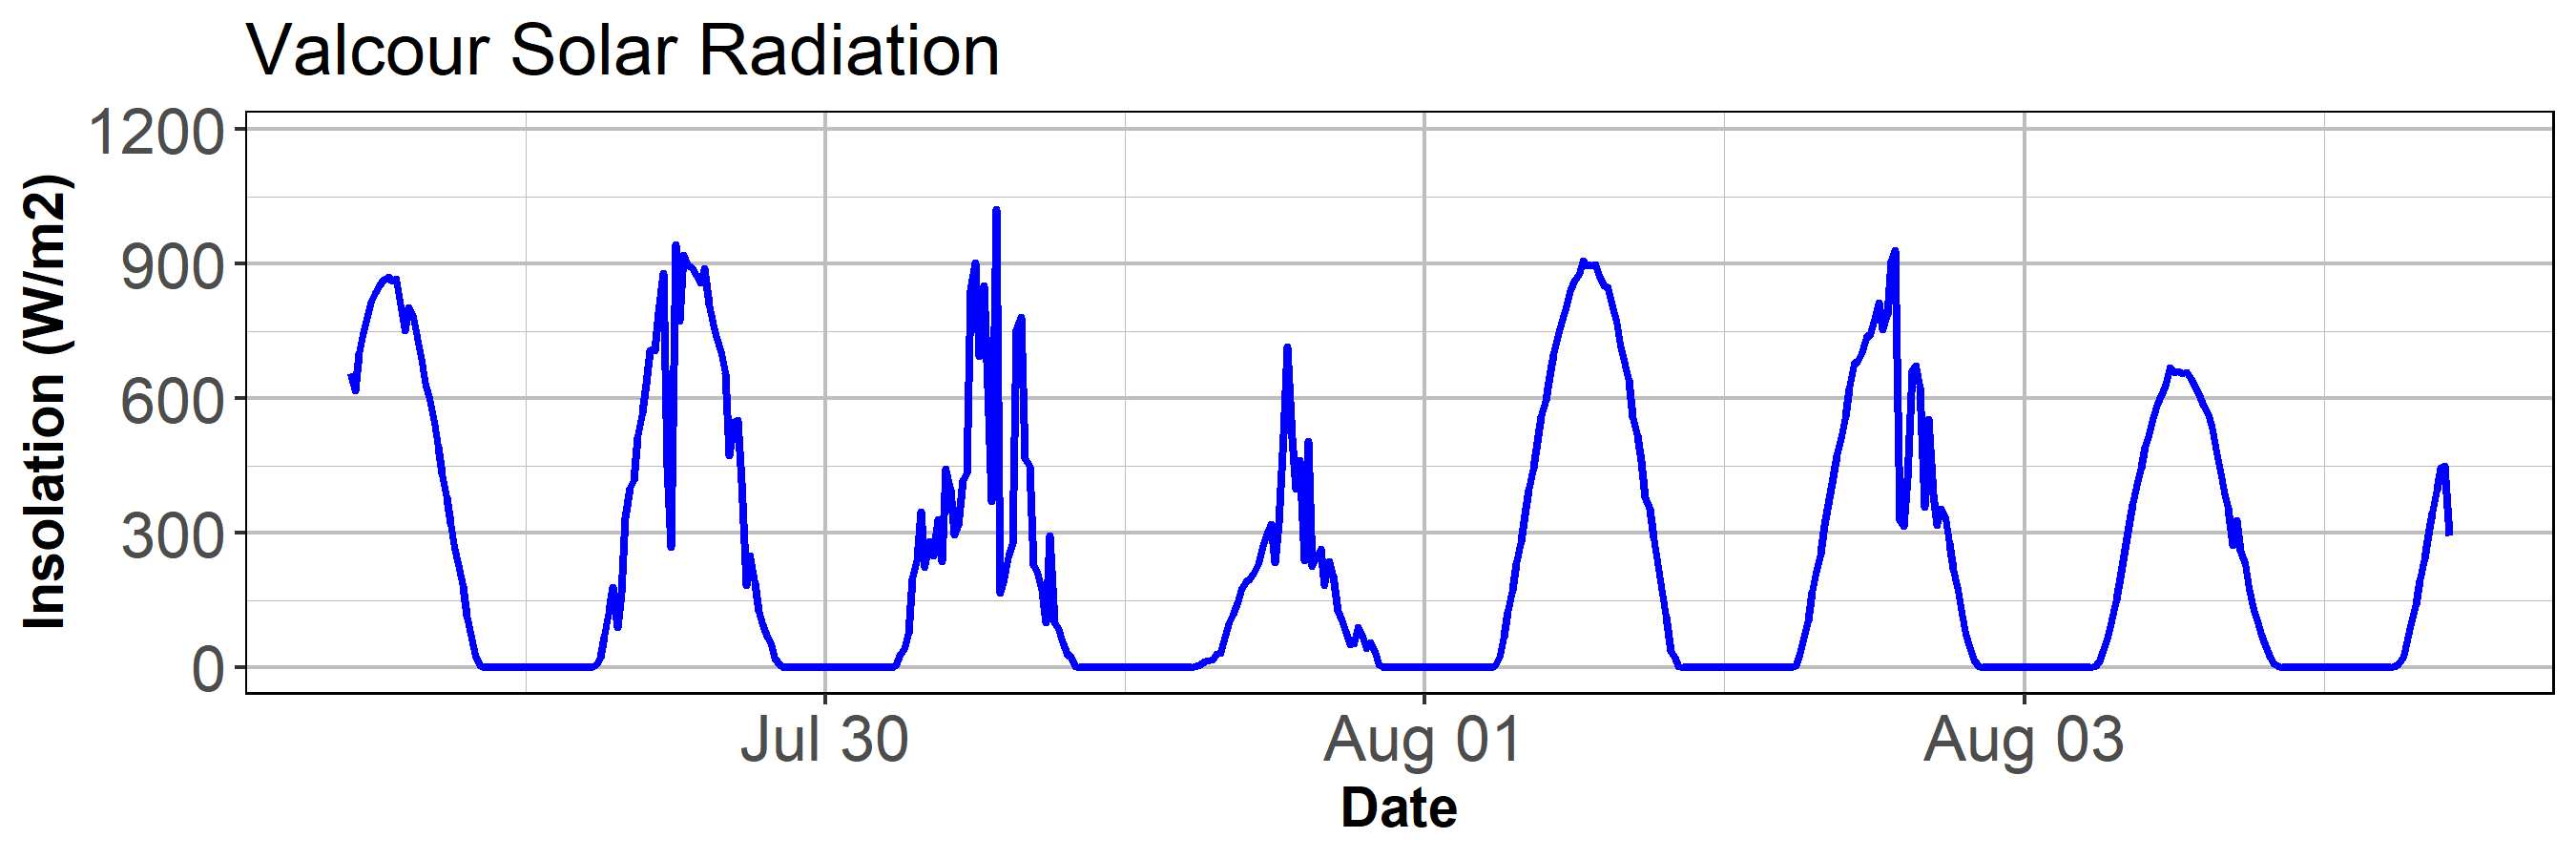 Valcour Solar Radiation
1200
900
600
300
0
Insolation (W/m2)
Jul 30
Aug 01
Aug 03
Date